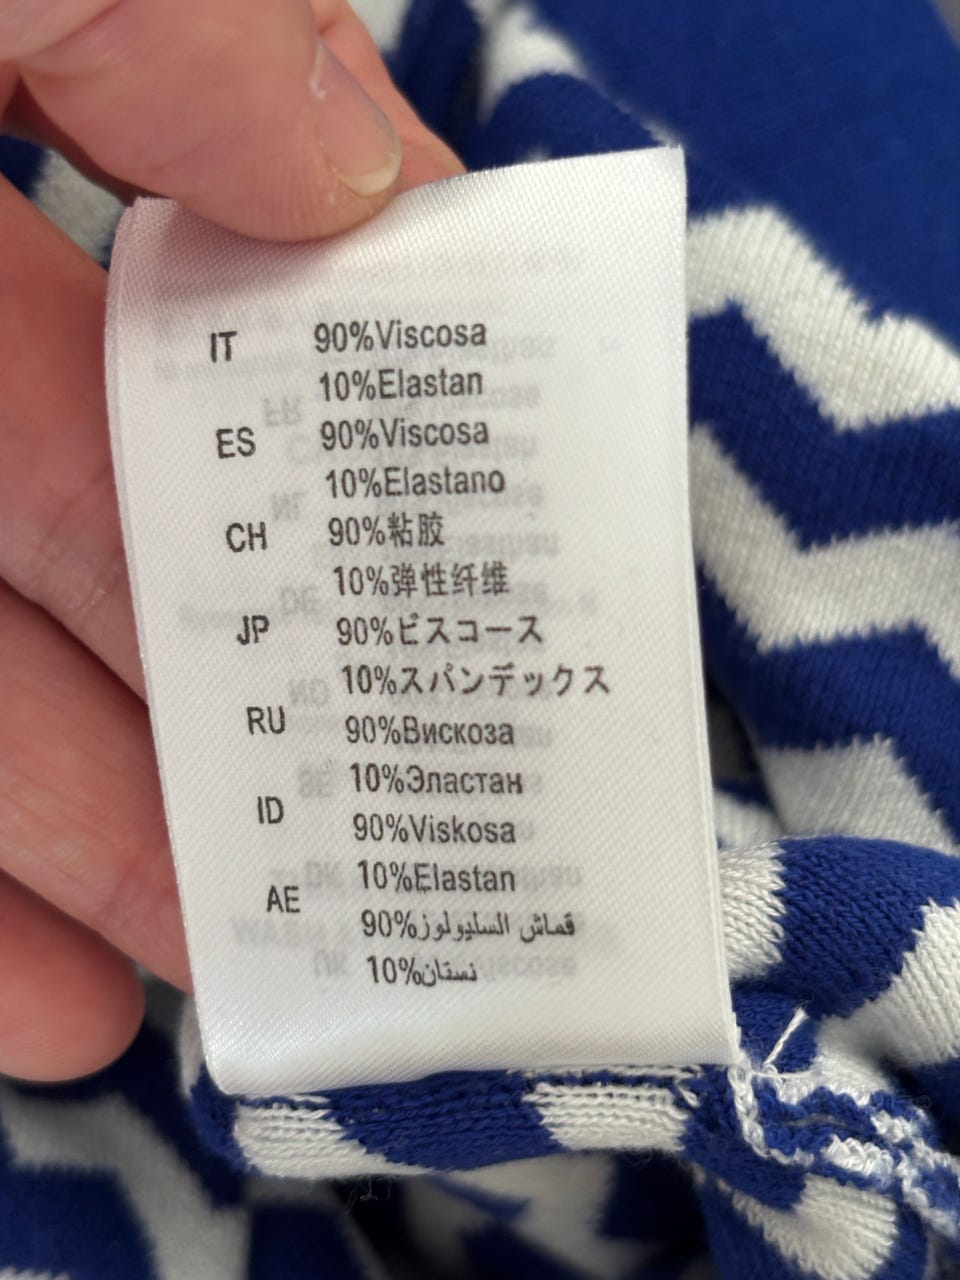 IT 90%Viscosa
10%Elastan
ES 90%Viscosa
10%Elastano
CH 90%粘胶
10%弹性纤维
JP 90%ビスコース
10%スパンデックス
RU 90%Вискоза
10%Эластан
ID 90%Viskosa
10%Elastan
AE 90%قماش السليولوز
10%نستان